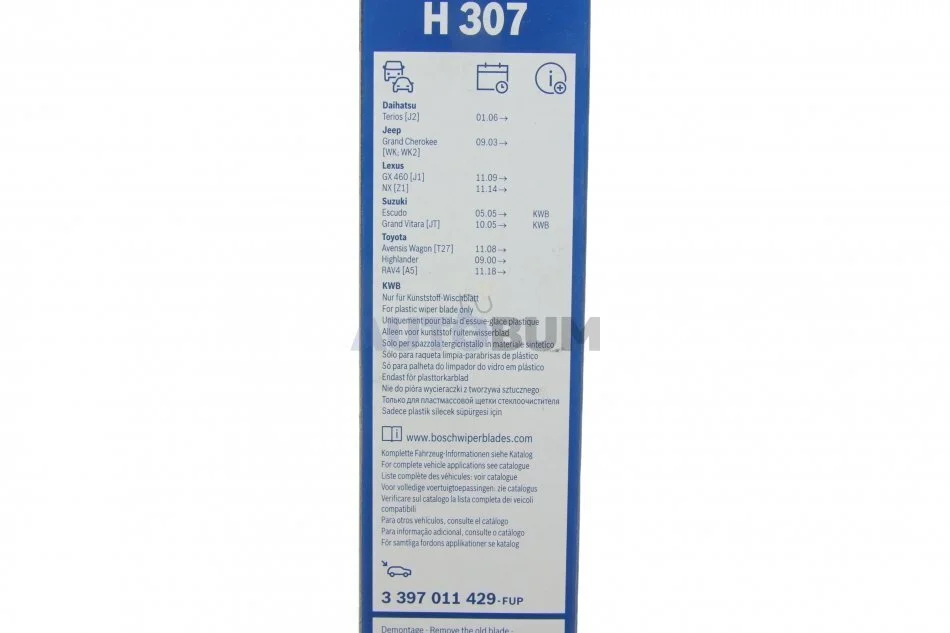 H 307
Daihatsu
Terios [J2] 01.06→
Jeep
Grand Cherokee 09.03→
[WK; WK2]
Lexus
GX 460 [J1] 11.09→
NX [Z1] 11.14→
Suzuki
Escudo 05.05→ KWB
Grand Vitara [JT] 10.05→ KWB
Toyota
Avensis Wagon [T27] 11.08→
Highlander 09.00→
RAV4 [A5] 11.18→
KWB
Nur für Kunststoff-Wischblatt
For plastic wiper blade only
Uniquement pour balai d'essuie-glace plastique
Alleen voor kunststof ruitenwisserblad
Solo per spazzola tergicristallo in materiale sintetico
Sólo para raqueta limpia-parabrisas de plástico
Só para palheta do limpador do vidro em plástico
Endast för plasttorkarblad
Nie do pióra wycieraczki z tworzywa sztucznego
Только для пластмассовой щетки стеклоочистителя
Sadece plastik silecek süpürgesi için
www.boschwiperblades.com
Komplette Fahrzeug-Informationen siehe Katalog
For complete vehicle applications see catalogue
Liste complète des véhicules: voir catalogue
Voor volledige voertuigtoepassingen: zie catalogus
Verificare sul catalogo la lista completa dei veicoli
compatibili
Para otros vehículos, consulte el catálogo
Para informação adicional, consulte o catálogo
För samtliga fordons applikationer se katalog
3 397 011 429-FUP
Demontage - Remove the old blade -